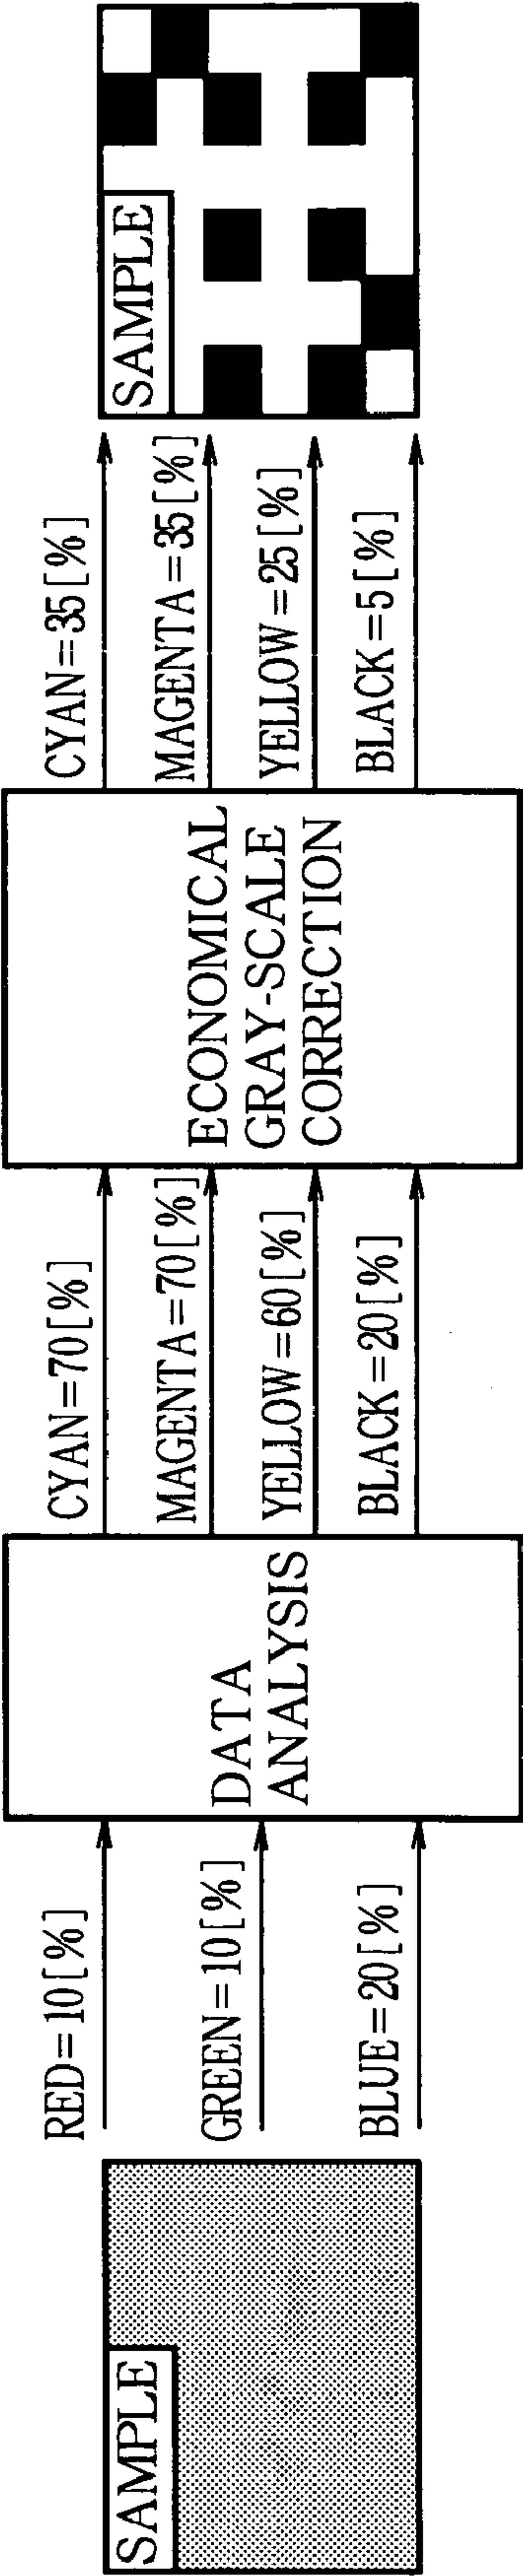 SAMPLE
RED=10[%]
GREEN=10[%]
BLUE=20[%]
DATA
ANALYSIS
CYAN=70[%]
MAGENTA=70[%]
YELLOW=60[%]
BLACK=20[%]
ECONOMICAL
GRAY-SCALE
CORRECTION
CYAN=35[%]
MAGENTA=35[%]
YELLOW=25[%]
BLACK=5[%]
SAMPLE